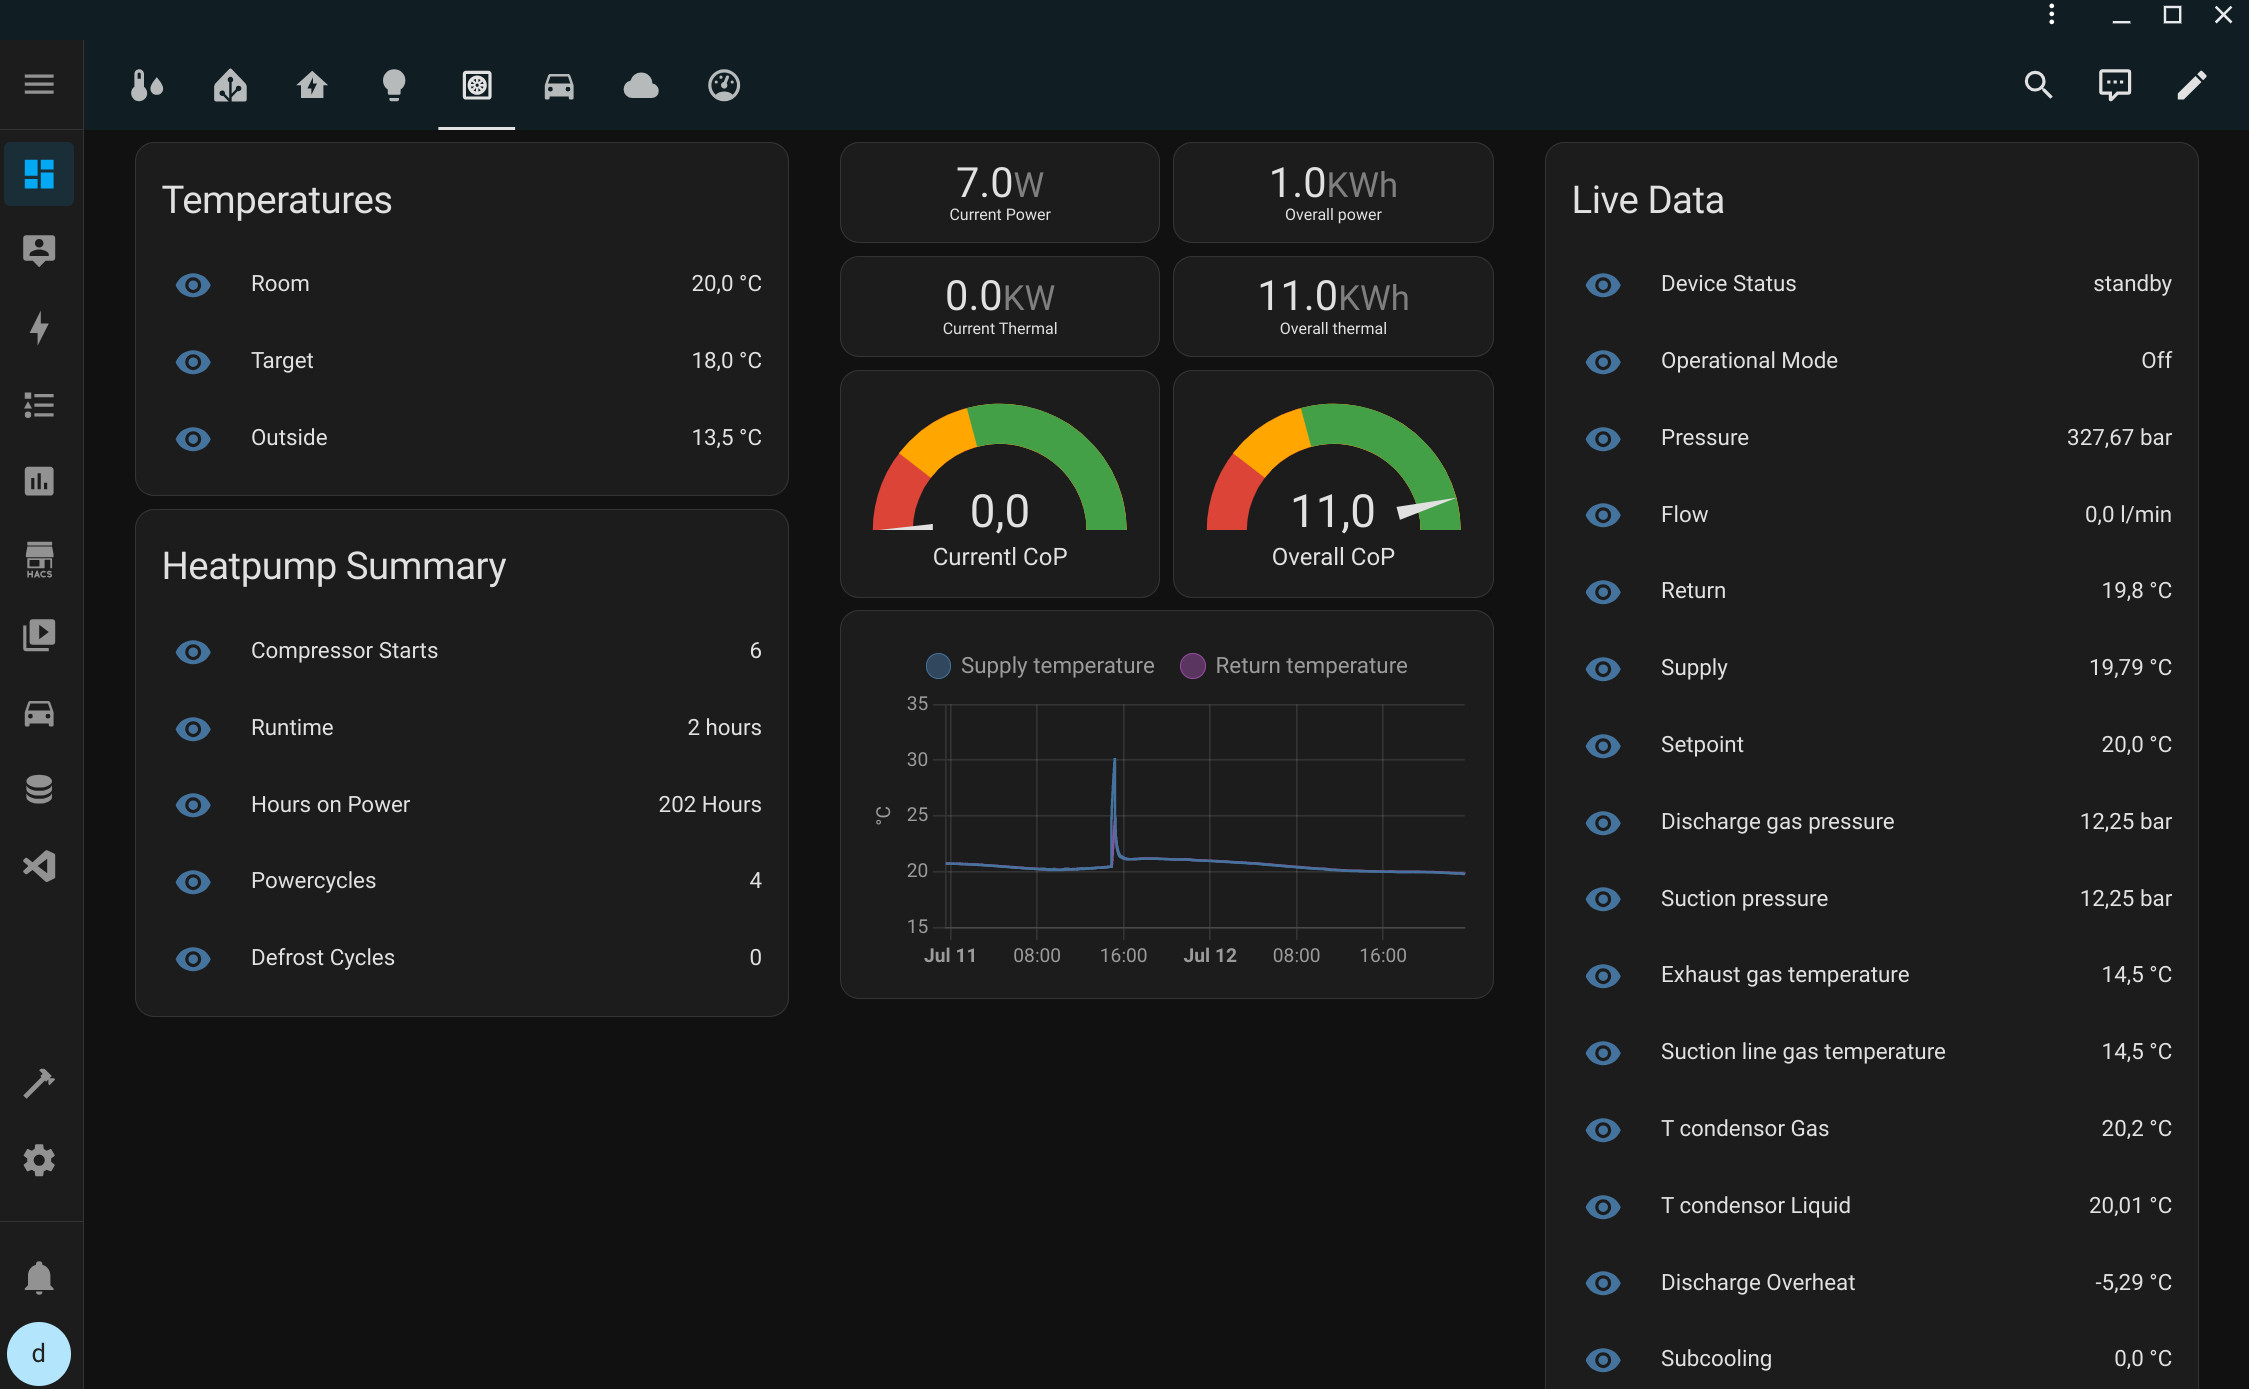 Temperatures
Room 20,0 °C
Target 18,0 °C
Outside 13,5 °C
Heatpump Summary
Compressor Starts 6
Runtime 2 hours
Hours on Power 202 Hours
Powercycles 4
Defrost Cycles 0
7.0W
Current Power
1.0KWh
Overall power
0.0KW
Current Thermal
11.0KWh
Overall thermal
0,0
Currentl CoP
11,0
Overall CoP
Supply temperature Return temperature
35
30
25
20
15
°C
Jul 11 08:00 16:00 Jul 12 08:00 16:00
Live Data
Device Status standby
Operational Mode Off
Pressure 327,67 bar
Flow 0,0 l/min
Return 19,8 °C
Supply 19,79 °C
Setpoint 20,0 °C
Discharge gas pressure 12,25 bar
Suction pressure 12,25 bar
Exhaust gas temperature 14,5 °C
Suction line gas temperature 14,5 °C
T condensor Gas 20,2 °C
T condensor Liquid 20,01 °C
Discharge Overheat -5,29 °C
Subcooling 0,0 °C
HACS
d